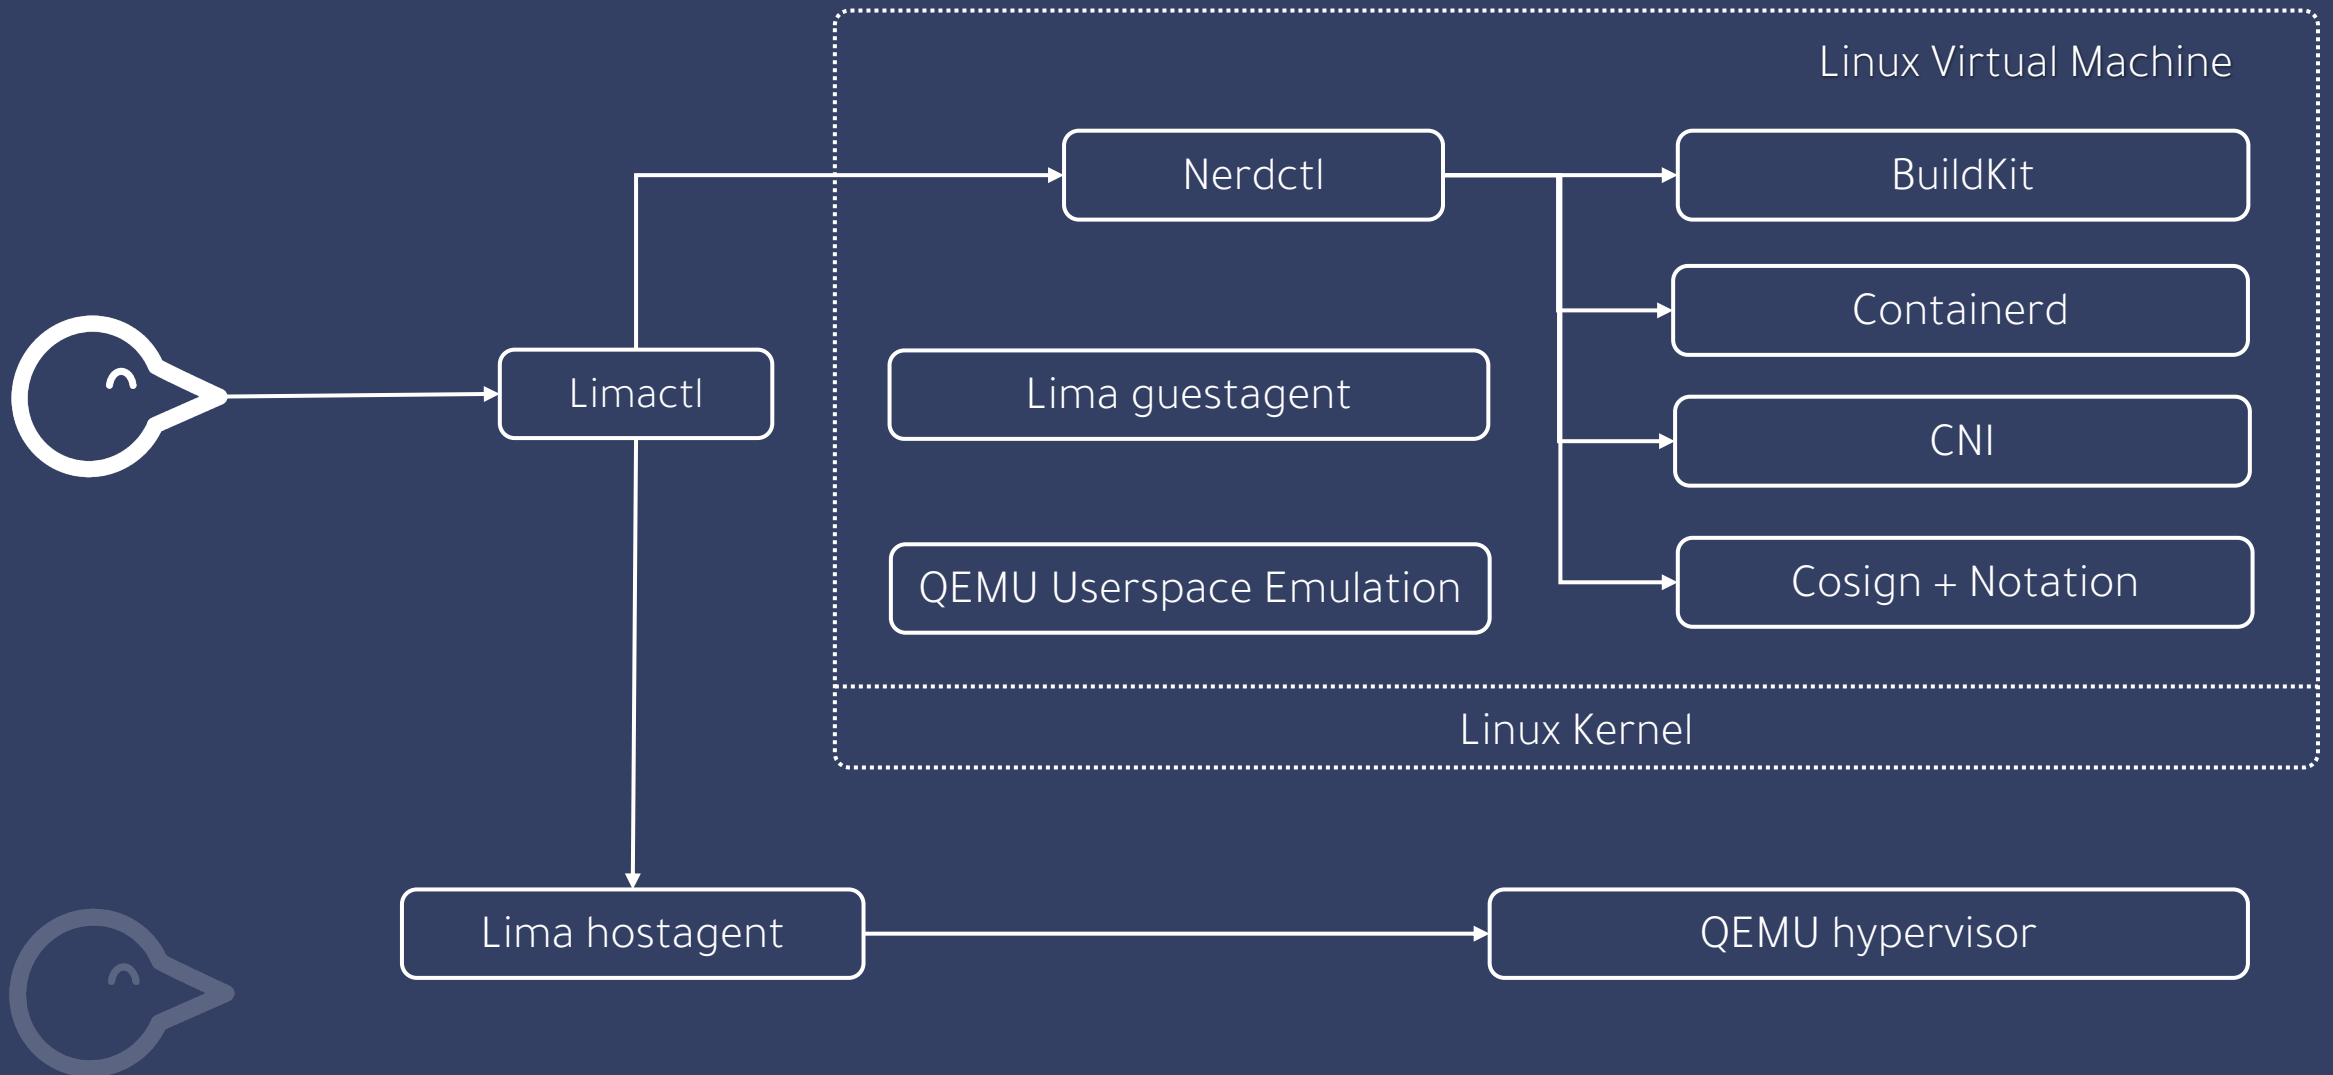 Linux Virtual Machine
Nerdctl
BuildKit
Containerd
Limactl
Lima guestagent
CNI
QEMU Userspace Emulation
Cosign + Notation
Linux Kernel
Lima hostagent
QEMU hypervisor